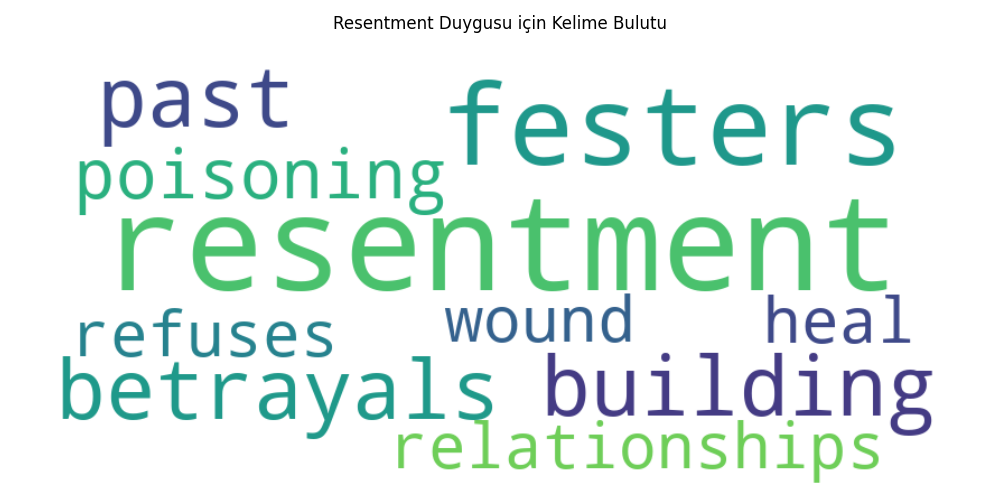 Resentment Duygusu için Kelime Bulutu
past festers
poisoning
resentment
refuses wound heal
betrayals building
relationships